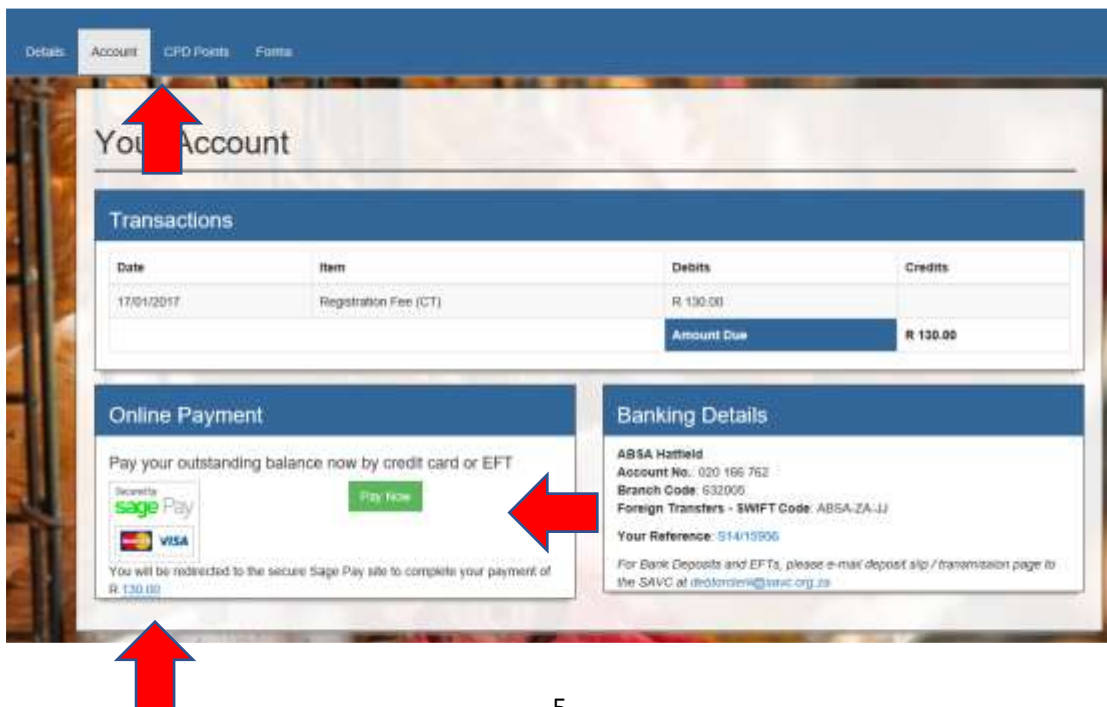 Details Account CPD Points Forms
Your Account
Transactions
Date Item Debits Credits
17/01/2017 Registration Fee (CT) R 130.00
Amount Due R 130.00
Online Payment
Pay your outstanding balance now by credit card or EFT
Secured by
sage Pay
Pay Now
VISA
You will be redirected to the secure Sage Pay site to complete your payment of
R 130.00
Banking Details
ABSA Hatfield
Account No.: 020 166 762
Branch Code: 632005
Foreign Transfers - SWIFT Code: ABSA-ZA-JJ
Your Reference: S14/15956
For Bank Deposits and EFTs, please e-mail deposit slip / transmission page to
the SAVC at
5